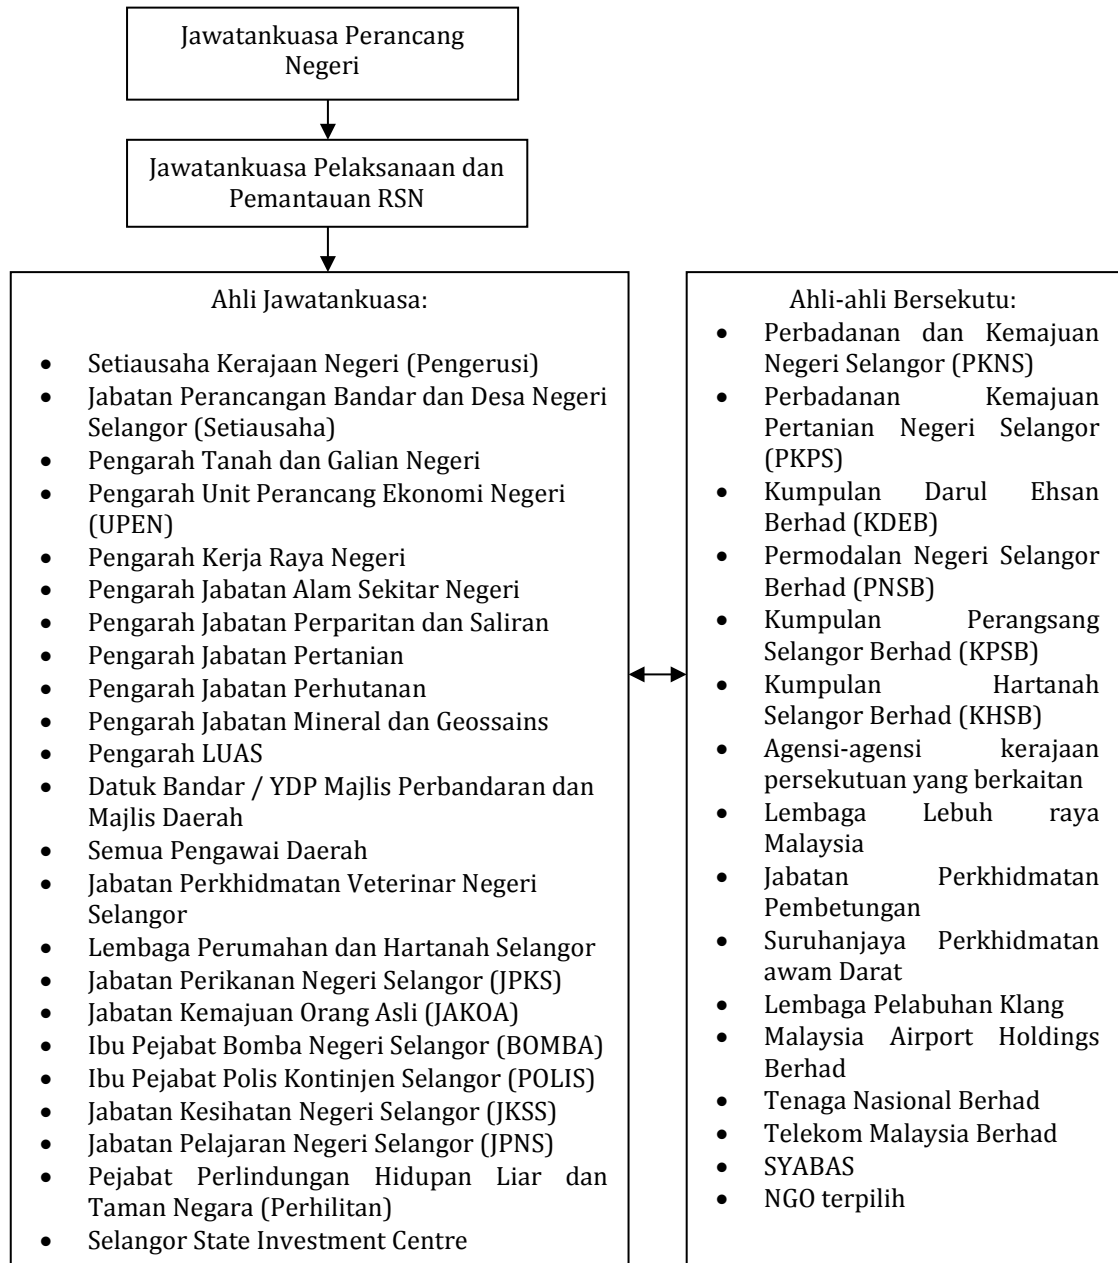 Jawatankuasa Perancang
Negeri
Jawatankuasa Pelaksanaan dan
Pemantauan RSN
Ahli Jawatankuasa:
• Setiausaha Kerajaan Negeri (Pengerusi)
• Jabatan Perancangan Bandar dan Desa Negeri
Selangor (Setiausaha)
• Pengarah Tanah dan Galian Negeri
• Pengarah Unit Perancang Ekonomi Negeri
(UPEN)
• Pengarah Kerja Raya Negeri
• Pengarah Jabatan Alam Sekitar Negeri
• Pengarah Jabatan Perparitan dan Saliran
• Pengarah Jabatan Pertanian
• Pengarah Jabatan Perhutanan
• Pengarah Jabatan Mineral dan Geossains
• Pengarah LUAS
• Datuk Bandar / YDP Majlis Perbandaran dan
Majlis Daerah
• Semua Pengawai Daerah
• Jabatan Perkhidmatan Veterinar Negeri
Selangor
• Lembaga Perumahan dan Hartanah Selangor
• Jabatan Perikanan Negeri Selangor (JPKS)
• Jabatan Kemajuan Orang Asli (JAKOA)
• Ibu Pejabat Bomba Negeri Selangor (BOMBA)
• Ibu Pejabat Polis Kontinjen Selangor (POLIS)
• Jabatan Kesihatan Negeri Selangor (JKSS)
• Jabatan Pelajaran Negeri Selangor (JPNS)
• Pejabat Perlindungan Hidupan Liar dan
Taman Negara (Perhilitan)
• Selangor State Investment Centre
Ahli-ahli Bersekutu:
• Perbadanan dan Kemajuan
Negeri Selangor (PKNS)
• Perbadanan Kemajuan
Pertanian Negeri Selangor
(PKPS)
• Kumpulan Darul Ehsan
Berhad (KDEB)
• Permodalan Negeri Selangor
Berhad (PNSB)
• Kumpulan Perangsang
Selangor Berhad (KPSB)
• Kumpulan Hartanah
Selangor Berhad (KHSB)
• Agensi-agensi kerajaan
persekutuan yang berkaitan
• Lembaga Lebuh raya
Malaysia
• Jabatan Perkhidmatan
Pembetungan
• Suruhanjaya Perkhidmatan
awam Darat
• Lembaga Pelabuhan Klang
• Malaysia Airport Holdings
Berhad
• Tenaga Nasional Berhad
• Telekom Malaysia Berhad
• SYABAS
• NGO terpilih